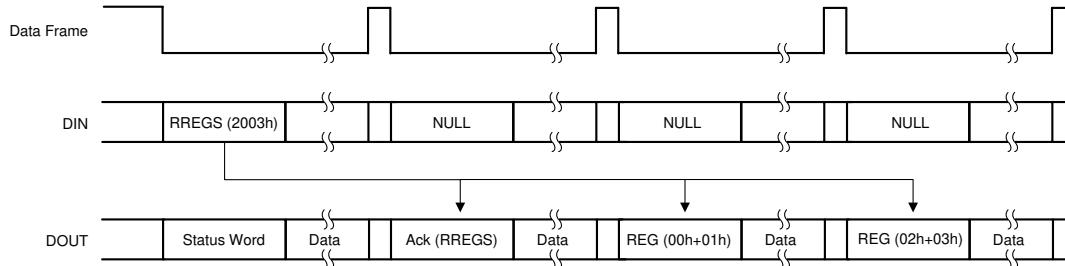 Data Frame
DIN RREGS (2003h) NULL NULL NULL
DOUT Status Word Data Ack (RREGS) Data REG (00h+01h) Data REG (02h+03h) Data